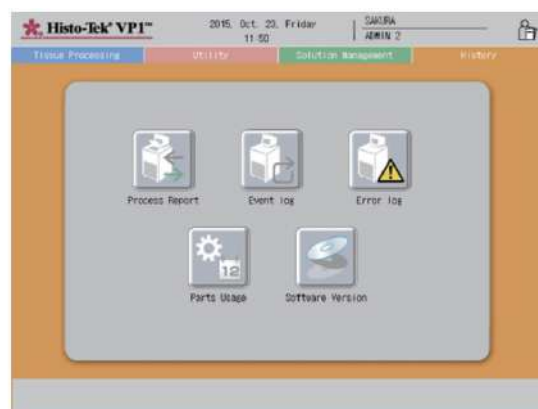 Histo-Tek® VP1™
2015. Oct. 23. Friday
11:50
SAKURA
ADMIN 2
Tissue Processing
Utility
Solution Management
History
Process Report
Event log
Error log
12
Parts Usage
Software Version